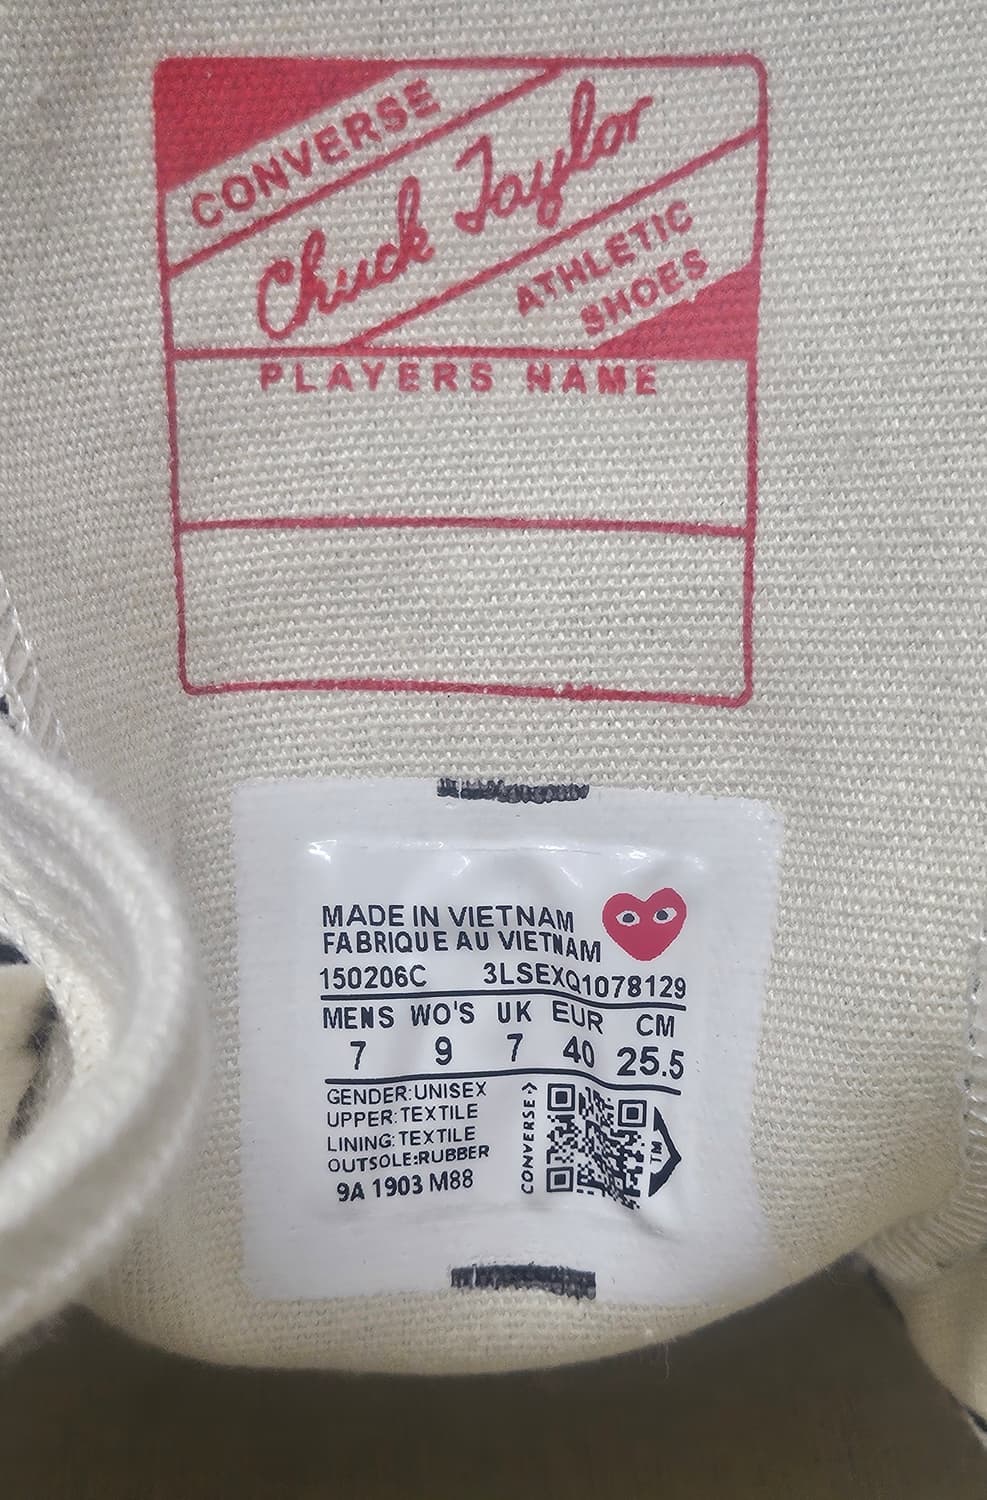 CONVERSE
Chuck Taylor
ATHLETIC
SHOES
PLAYERS NAME
MADE IN VIETNAM
FABRIQUE AU VIETNAM
150206C 3LSEXQ1078129
MENS WO'S UK EUR CM
7 9 7 40 25.5
GENDER:UNISEX
UPPER:TEXTILE
LINING:TEXTILE
OUTSOLE:RUBBER
9A 1903 M88
CONVERSE
TM